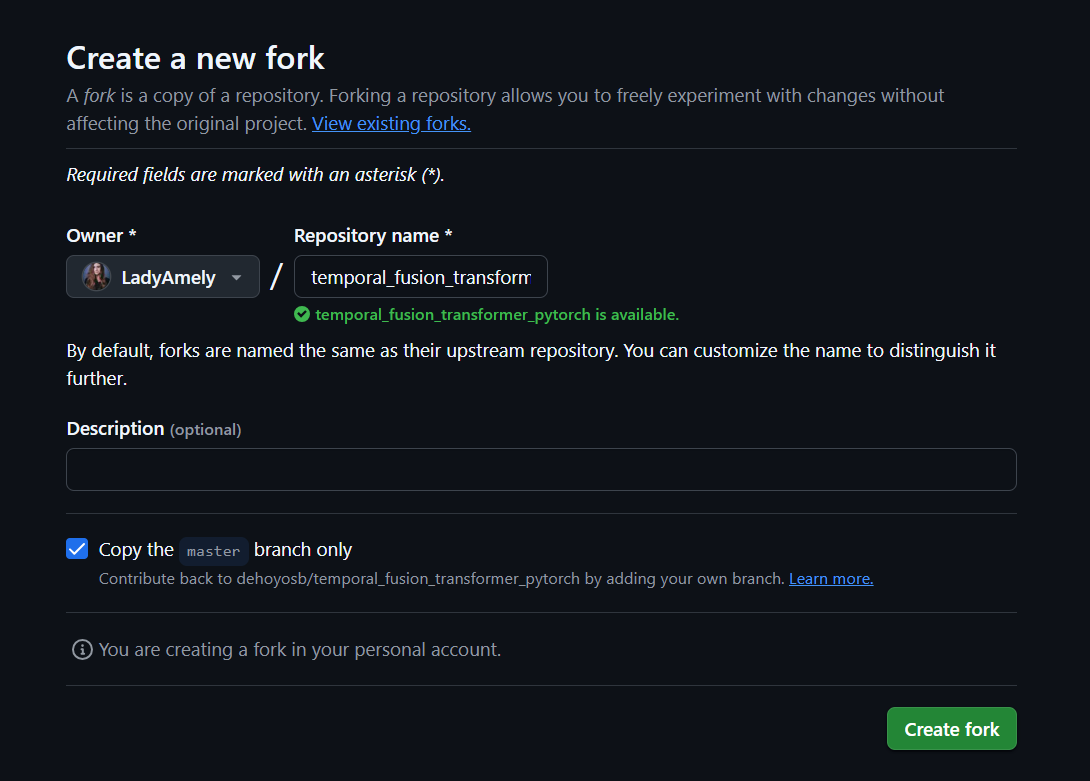 Create a new fork
A fork is a copy of a repository. Forking a repository allows you to freely experiment with changes without
affecting the original project. View existing forks.
Required fields are marked with an asterisk (*).
Owner * Repository name *
LadyAmely / temporal_fusion_transform
temporal_fusion_transformer_pytorch is available.
By default, forks are named the same as their upstream repository. You can customize the name to distinguish it
further.
Description (optional)
Copy the master branch only
Contribute back to dehoyosb/temporal_fusion_transformer_pytorch by adding your own branch. Learn more.
You are creating a fork in your personal account.
Create fork